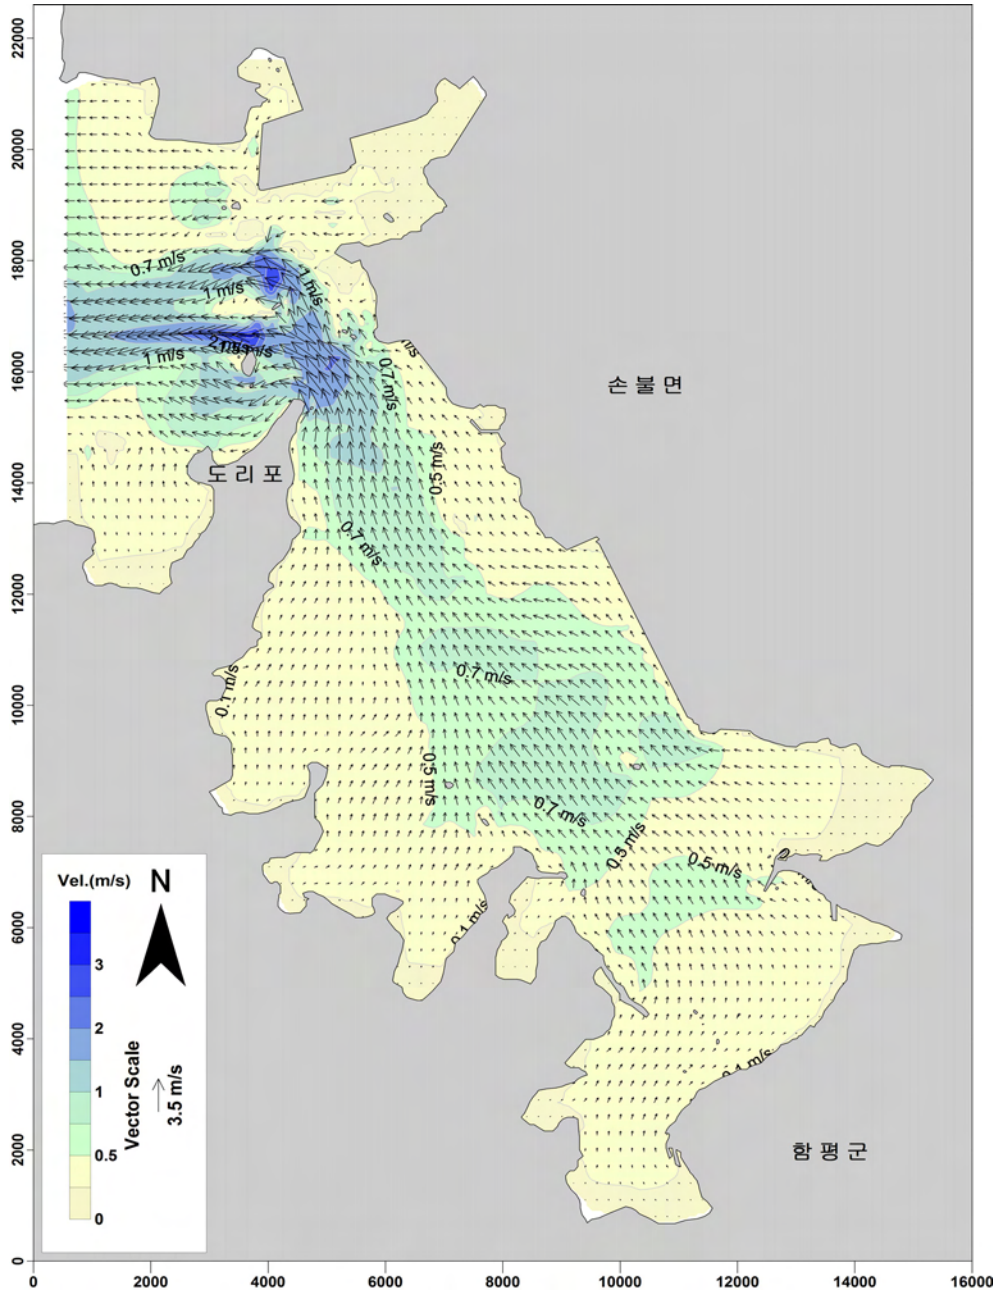 22000
20000
18000
16000
14000
12000
10000
8000
6000
4000
2000
0
0.7 m/s
1 m/s
1 m/s
1 m/s
0.7 m/s
손불면
0.5 m/s
도리포
0.7 m/s
0.1 m/s
0.7 m/s
0.5 m/s
0.7 m/s
0.5 m/s
0.5 m/s
0.1 m/s
함평군
Vel.(m/s)
N
3
2
1
0.5
0
Vector Scale
3.5 m/s
0
2000
4000
6000
8000
10000
12000
14000
16000